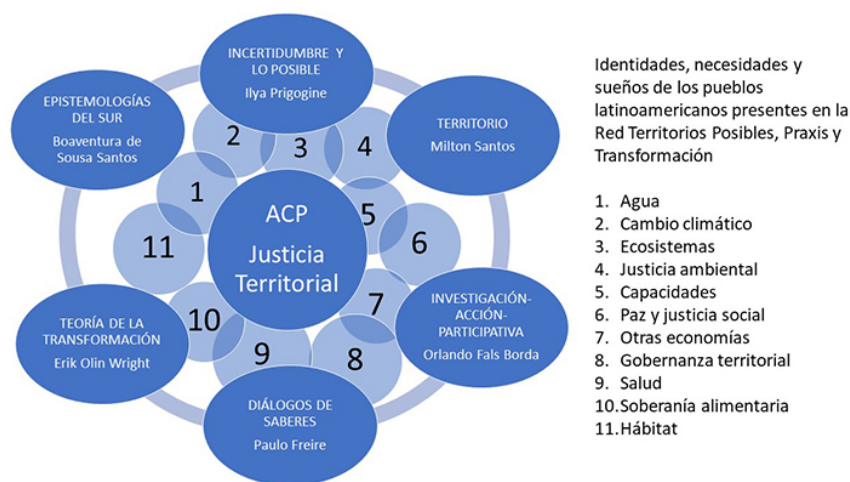 INCERTIDUMBRE Y
LO POSIBLE
Ilya Prigogine
EPISTEMOLOGÍAS
DEL SUR
Boaventura de
Sousa Santos
TERRITORIO
Milton Santos
2
3
4
1
5
11
6
ACP
Justicia
Territorial
7
10
9
8
TEORÍA DE LA
TRANSFORMACIÓN
Erik Olin Wright
INVESTIGACIÓN-
ACCIÓN-
PARTICIPATIVA
Orlando Fals Borda
DIÁLOGOS DE
SABERES
Paulo Freire
Identidades, necesidades y
sueños de los pueblos
latinoamericanos presentes en la
Red Territorios Posibles, Praxis y
Transformación
1. Agua
2. Cambio climático
3. Ecosistemas
4. Justicia ambiental
5. Capacidades
6. Paz y justicia social
7. Otras economías
8. Gobernanza territorial
9. Salud
10.Soberanía alimentaria
11.Hábitat